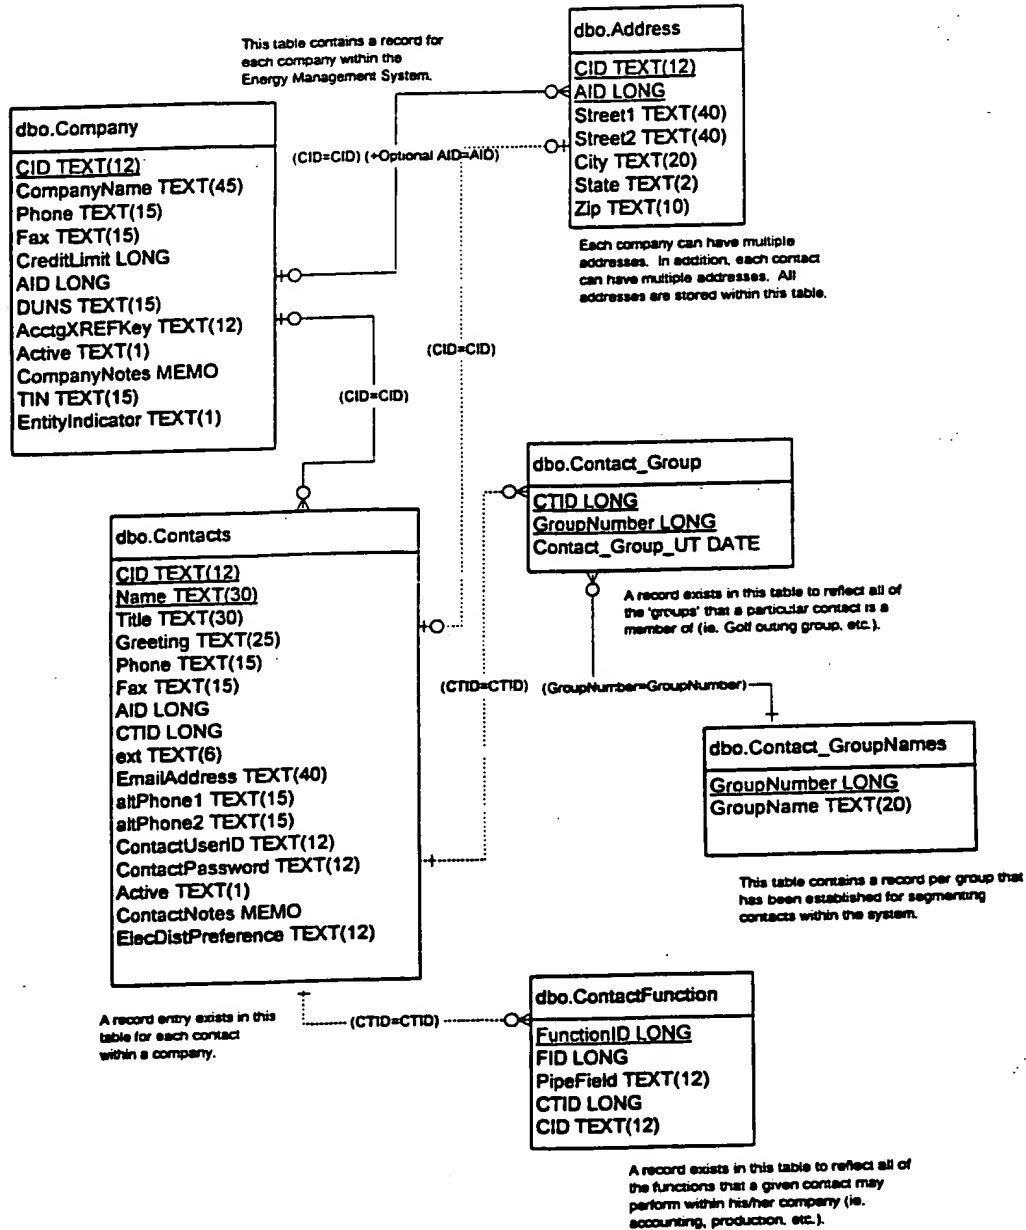 This table contains a record for
each company within the
Energy Management System.
dbo.Address
CID TEXT(12)
AID LONG
Street1 TEXT(40)
Street2 TEXT(40)
City TEXT(20)
State TEXT(2)
Zip TEXT(10)
Each company can have multiple
addresses. In addition, each contact
can have multiple addresses. All
addresses are stored within this table.
dbo.Company
CID TEXT(12)
CompanyName TEXT(45)
Phone TEXT(15)
Fax TEXT(15)
CreditLimit LONG
AID LONG
DUNS TEXT(15)
AcctgXREFKey TEXT(12)
Active TEXT(1)
CompanyNotes MEMO
TIN TEXT(15)
EntityIndicator TEXT(1)
(CID=CID) (+Optional AID=AID)
(CID=CID)
(CID=CID)
dbo.Contact_Group
CTID LONG
GroupNumber LONG
Contact_Group_UT DATE
A record exists in this table to reflect all of
the 'groups' that a particular contact is a
member of (ie. Golf outing group, etc.).
dbo.Contacts
CID TEXT(12)
Name TEXT(30)
Title TEXT(30)
Greeting TEXT(25)
Phone TEXT(15)
Fax TEXT(15)
AID LONG
CTID LONG
ext TEXT(6)
EmailAddress TEXT(40)
altPhone1 TEXT(15)
altPhone2 TEXT(15)
ContactUserID TEXT(12)
ContactPassword TEXT(12)
Active TEXT(1)
ContactNotes MEMO
ElecDistPreference TEXT(12)
(CTID=CTID)
(GroupNumber=GroupNumber)
dbo.Contact_GroupNames
GroupNumber LONG
GroupName TEXT(20)
This table contains a record per group that
has been established for segmenting
contacts within the system.
A record entry exists in this
table for each contact
within a company.
(CTID=CTID)
dbo.ContactFunction
FunctionID LONG
FID LONG
PipeField TEXT(12)
CTID LONG
CID TEXT(12)
A record exists in this table to reflect all of
the functions that a given contact may
perform within his/her company (ie.
accounting, production, etc.).